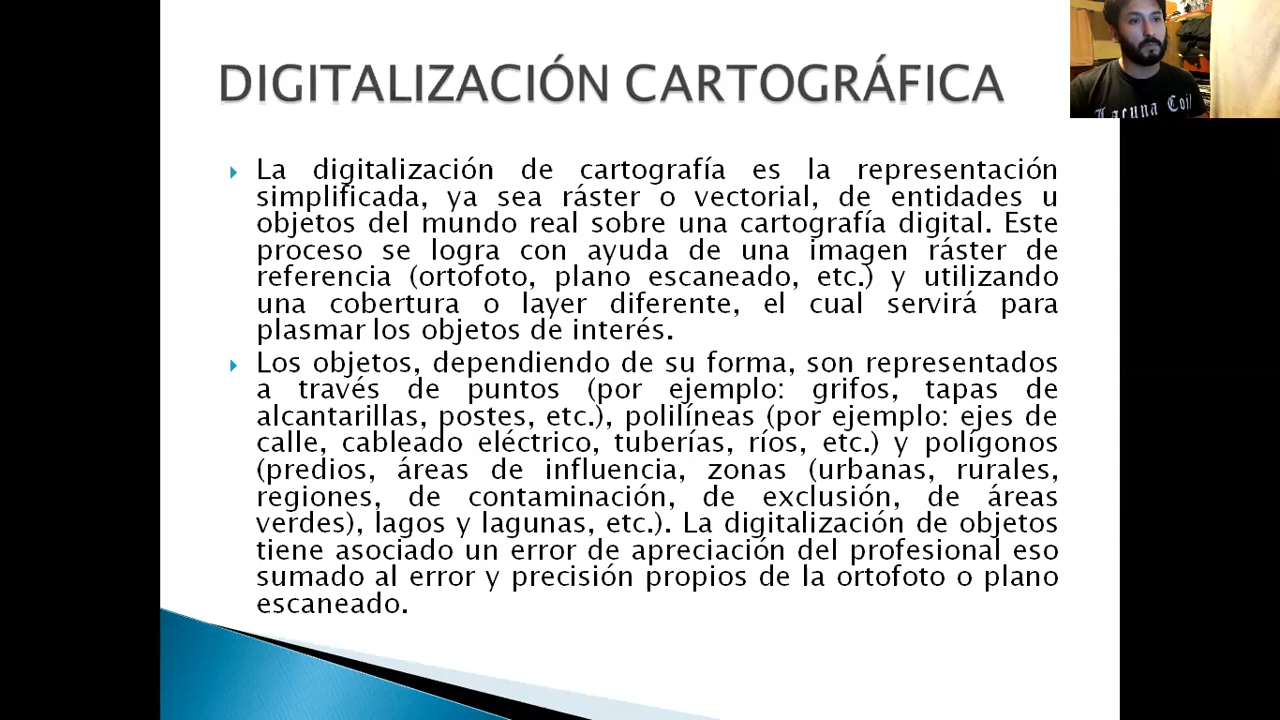 DIGITALIZACIÓN CARTOGRÁFICA
Lacuna Coil
La digitalización de cartografía es la representación
simplificada, ya sea ráster o vectorial, de entidades u
objetos del mundo real sobre una cartografía digital. Este
proceso se logra con ayuda de una imagen ráster de
referencia (ortofoto, plano escaneado, etc.) y utilizando
una cobertura o layer diferente, el cual servirá para
plasmar los objetos de interés.
Los objetos, dependiendo de su forma, son representados
a través de puntos (por ejemplo: grifos, tapas de
alcantarillas, postes, etc.), polilíneas (por ejemplo: ejes de
calle, cableado eléctrico, tuberías, ríos, etc.) y polígonos
(predios, áreas de influencia, zonas (urbanas, rurales,
regiones, de contaminación, de exclusión, de áreas
verdes), lagos y lagunas, etc.). La digitalización de objetos
tiene asociado un error de apreciación del profesional eso
sumado al error y precisión propios de la ortofoto o plano
escaneado.